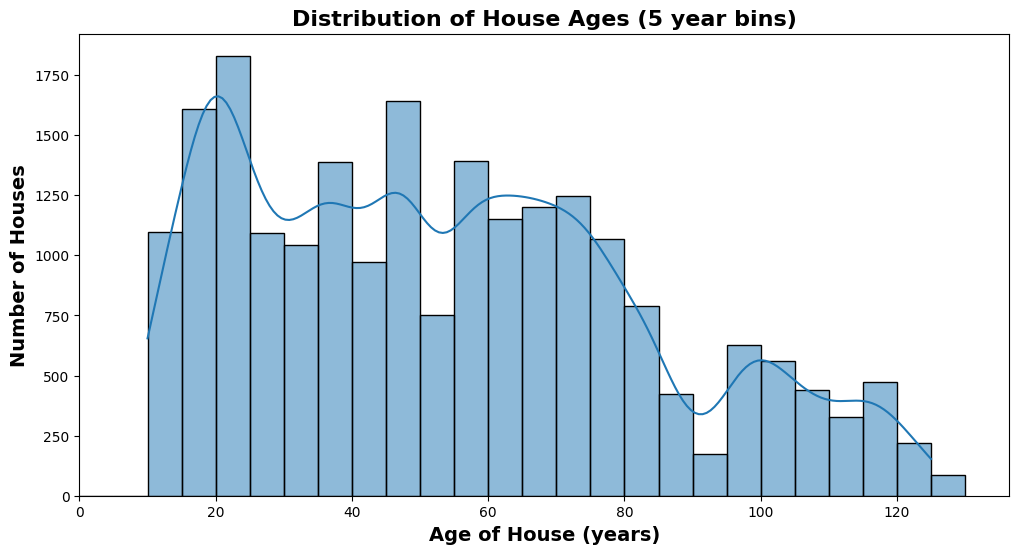 Distribution of House Ages (5 year bins)
Number of Houses
1750
1500
1250
1000
750
500
250
0
0 20 40 60 80 100 120
Age of House (years)